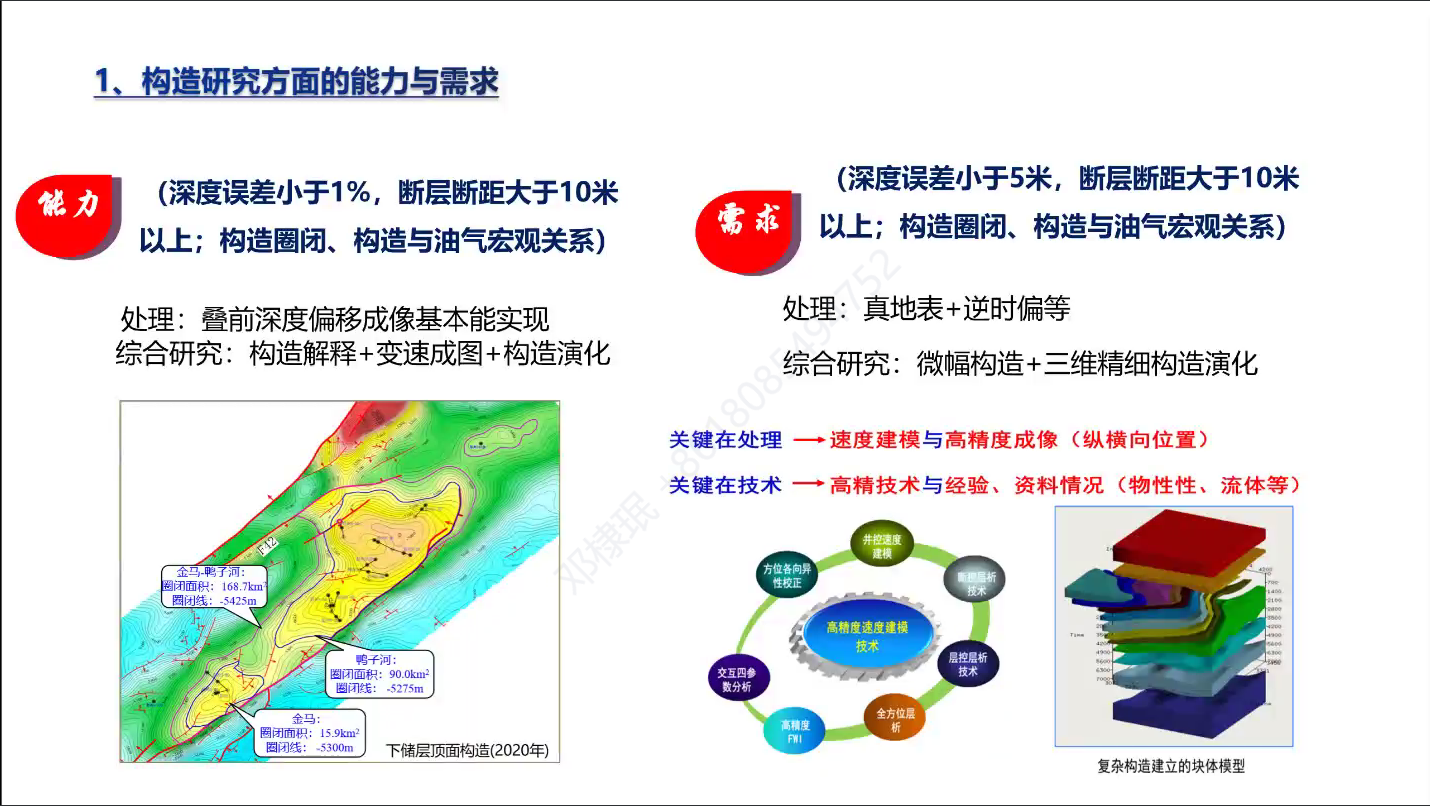 1、构造研究方面的能力与需求
能力
（深度误差小于1%，断层断距大于10米
以上；构造圈闭、构造与油气宏观关系）
处理：叠前深度偏移成像基本能实现
综合研究：构造解释+变速成图+构造演化
F12
金马-鸭子河：
圈闭面积：168.7km²
圈闭线：-5425m
鸭子河：
圈闭面积：90.0km²
圈闭线： -5275m
金马：
圈闭面积：15.9km²
圈闭线： -5300m
下储层顶面构造(2020年)
需求
（深度误差小于5米，断层断距大于10米
以上；构造圈闭、构造与油气宏观关系）
处理：真地表+逆时偏等
综合研究：微幅构造+三维精细构造演化
关键在处理 → 速度建模与高精度成像（纵横向位置）
关键在技术 → 高精技术与经验、资料情况（物性性、流体等）
井控速度
建模
方位各向异
性校正
断控层析
技术
高精度速度建模
技术
层控层析
技术
交互四参
数分析
全方位层
析
高精度
FWI
Time
复杂构造建立的块体模型